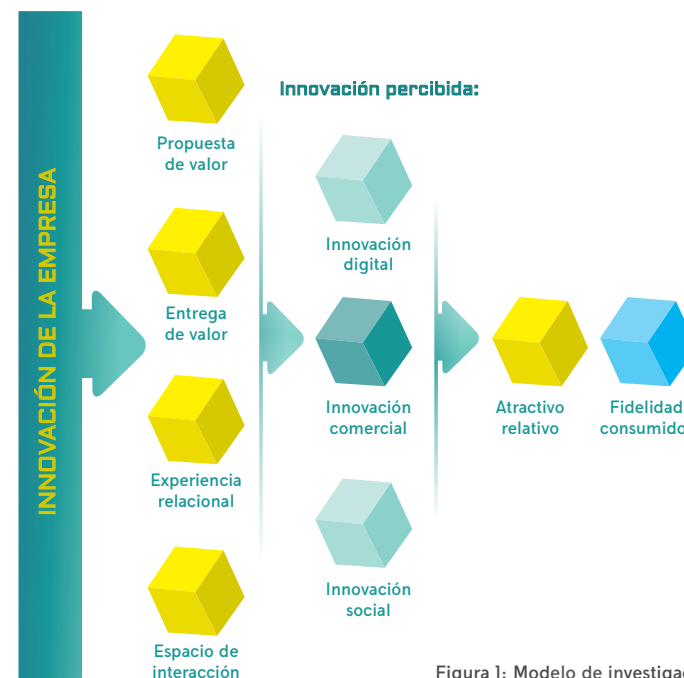 INNOVACIÓN DE LA EMPRESA
Propuesta
de valor
Entrega
de valor
Experiencia
relacional
Espacio de
interacción
Innovación percibida:
Innovación
digital
Innovación
comercial
Innovación
social
Atractivo
relativo
Fidelidad
Figura 1: Modelo de